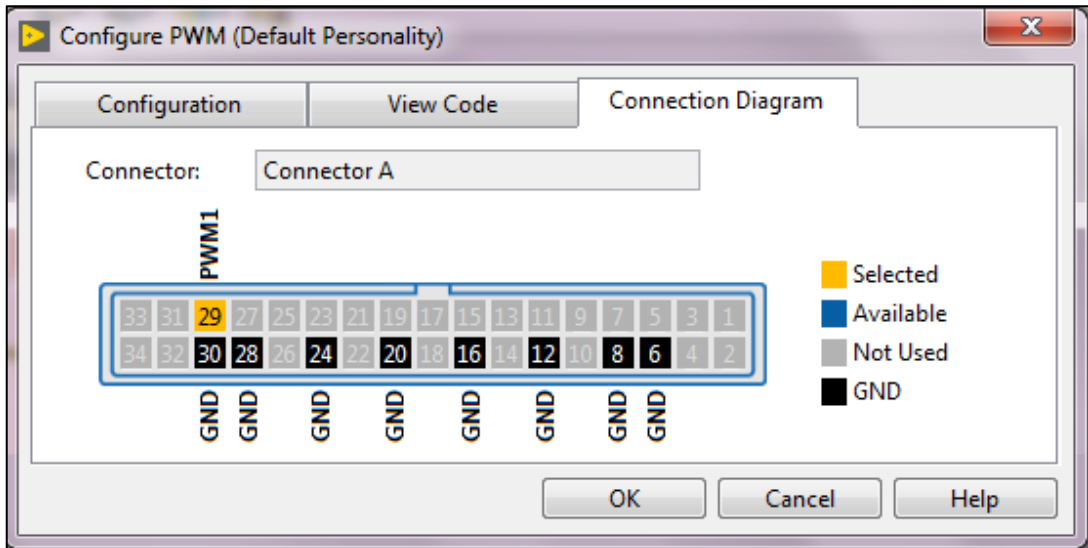 Configure PWM (Default Personality)
X
Configuration View Code Connection Diagram
Connector: Connector A
PWM1
33 31 29 27 25 23 21 19 17 15 13 11 9 7 5 3 1
34 32 30 28 26 24 22 20 18 16 14 12 10 8 6 4 2
GND GND GND GND GND GND GND GND
Selected
Available
Not Used
GND
OK Cancel Help